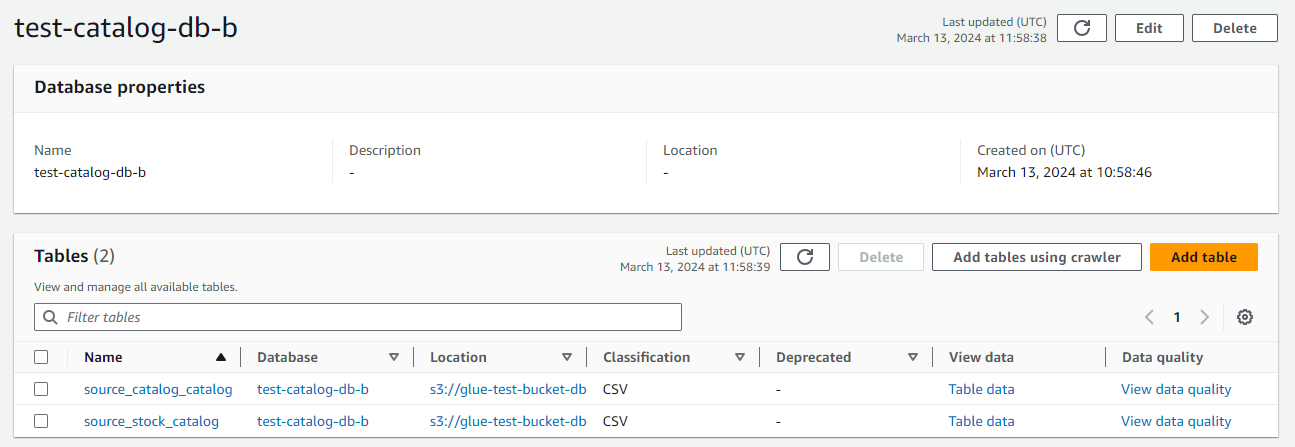 test-catalog-db-b
Last updated (UTC)
March 13, 2024 at 11:58:38
Edit
Delete
Database properties
Name
Description
Location
Created on (UTC)
test-catalog-db-b
-
-
March 13, 2024 at 10:58:46
Tables (2)
Last updated (UTC)
March 13, 2024 at 11:58:39
Delete
Add tables using crawler
Add table
View and manage all available tables.
Filter tables
1
Name Database Location Classification Deprecated View data Data quality
source_catalog_catalog test-catalog-db-b s3://glue-test-bucket-db CSV - Table data View data quality
source_stock_catalog test-catalog-db-b s3://glue-test-bucket-db CSV - Table data View data quality